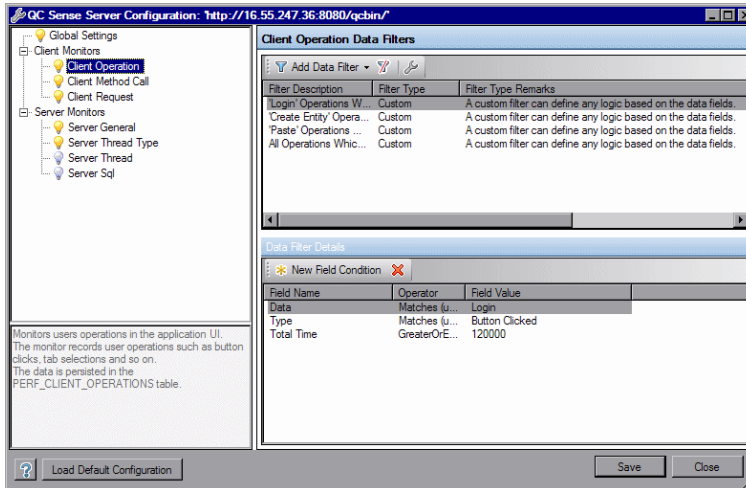 QC Sense Server Configuration: 'http://16.55.247.36:8080/qcbin/'
Global Settings
Client Monitors
Client Operation
Client Method Call
Client Request
Server Monitors
Server General
Server Thread Type
Server Thread
Server Sql
Monitors users operations in the application UI.
The monitor records user operations such as button
clicks, tab selections and so on.
The data is persisted in the
PERF_CLIENT_OPERATIONS table.
Client Operation Data Filters
Add Data Filter
Filter Description Filter Type Filter Type Remarks
'Login' Operations W... Custom A custom filter can define any logic based on the data fields.
'Create Entity' Opera... Custom A custom filter can define any logic based on the data fields.
'Paste' Operations ... Custom A custom filter can define any logic based on the data fields.
All Operations Whic... Custom A custom filter can define any logic based on the data fields.
Data Filter Details
New Field Condition
Field Name Operator Field Value
Data Matches (u... Login
Type Matches (u... Button Clicked
Total Time GreaterOrE... 120000
? Load Default Configuration Save Close